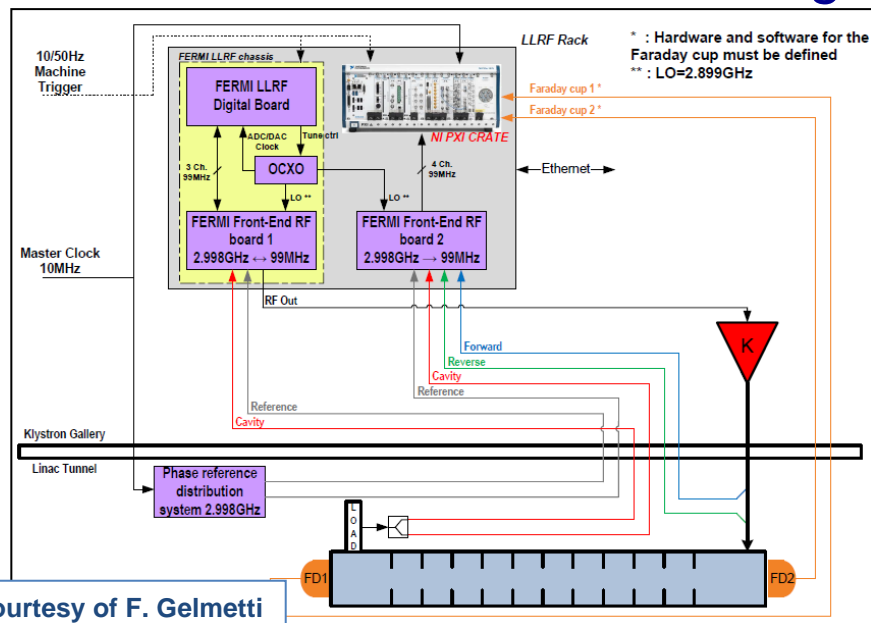 10/50Hz
Machine
Trigger
FERMI LLRF chassis
LLRF Rack
* : Hardware and software for the
Faraday cup must be defined
** : LO=2.899GHz
FERMI LLRF
Digital Board
Faraday cup 1 *
Faraday cup 2 *
NI PXI CRATE
ADC/DAC
Clock
Tune ctrl
3 Ch.
99MHz
OCXO
4 Ch.
99MHz
Ethernet
LO **
LO **
FERMI Front-End RF
board 1
2.998GHz ↔ 99MHz
FERMI Front-End RF
board 2
2.998GHz → 99MHz
Master Clock
10MHz
RF Out
K
Forward
Reverse
Cavity
Reference
Reference
Cavity
Klystron Gallery
Linac Tunnel
Phase reference
distribution
system 2.998GHz
LOAD
FD1
FD2
ourtesy of F. Gelmetti